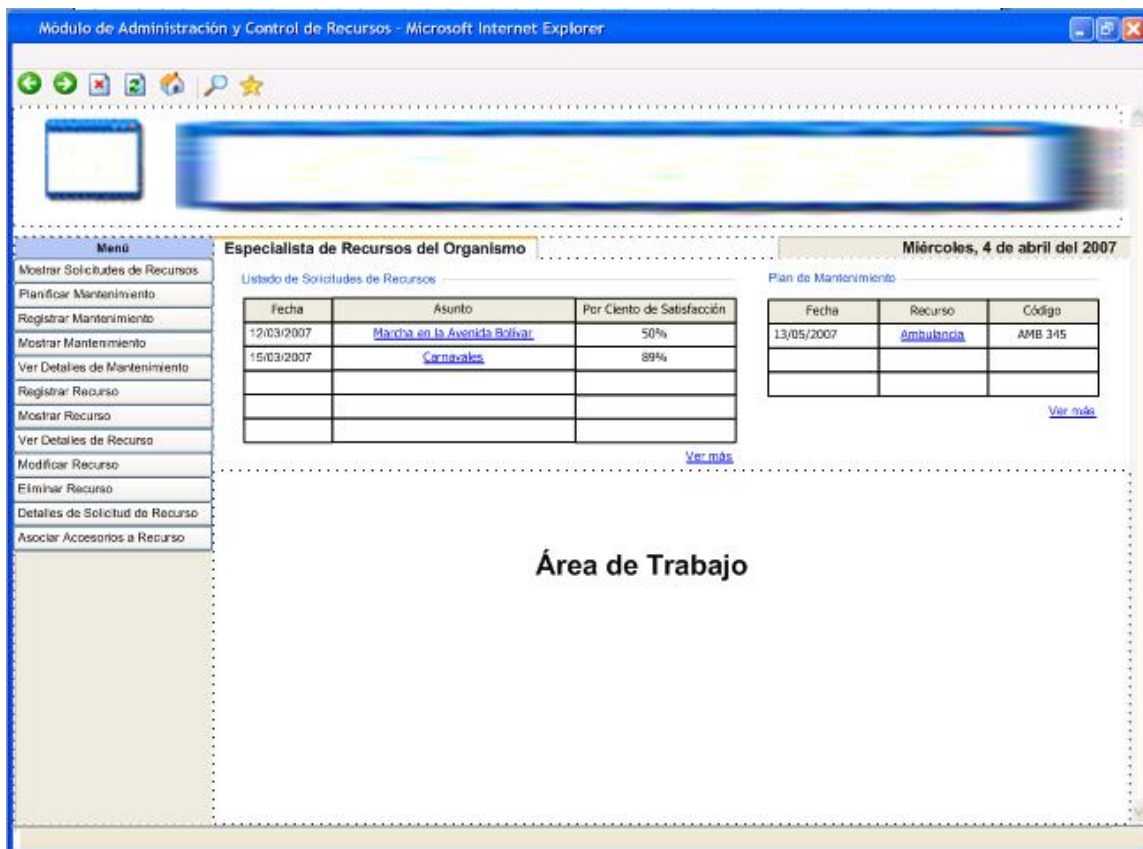 Módulo de Administración y Control de Recursos - Microsoft Internet Explorer
Menú
Mostrar Solicitudes de Recursos
Planificar Mantenimiento
Registrar Mantenimiento
Mostrar Mantenimiento
Ver Detalles de Mantenimiento
Registrar Recurso
Mostrar Recurso
Ver Detalles de Recurso
Modificar Recurso
Eliminar Recurso
Detalles de Solicitud de Recurso
Asociar Accesorios a Recurso
Especialista de Recursos del Organismo
Miércoles, 4 de abril del 2007
Listado de Solicitudes de Recursos
Fecha Asunto Por Ciento de Satisfacción
12/03/2007 Marcha en la Avenida Bolívar 50%
15/03/2007 Carnavales 89%
Ver más
Plan de Mantenimiento
Fecha Recurso Código
13/05/2007 Ambulancia AMB 345
Ver más
Área de Trabajo